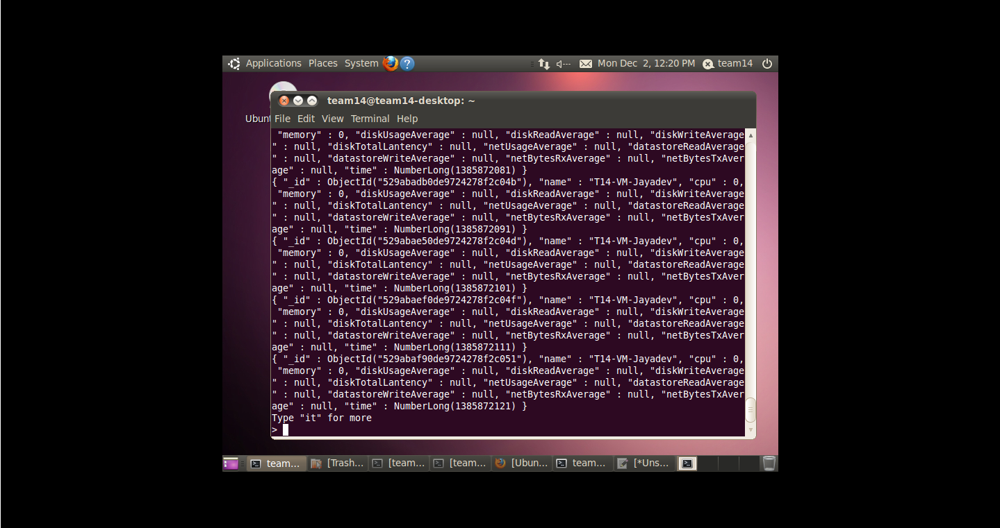 Applications Places System ? Mon Dec 2, 12:20 PM team14
team14@team14-desktop: ~
Ubun
File Edit View Terminal Help
"memory" : 0, "diskUsageAverage" : null, "diskReadAverage" : null, "diskWriteAverage
" : null, "diskTotalLantency" : null, "netUsageAverage" : null, "datastoreReadAverage
" : null, "datastoreWriteAverage" : null, "netBytesRxAverage" : null, "netBytesTxAver
age" : null, "time" : NumberLong(1385872081) }
{ "_id" : ObjectId("529abadb0de9724278f2c04b"), "name" : "T14-VM-Jayadev", "cpu" : 0,
"memory" : 0, "diskUsageAverage" : null, "diskReadAverage" : null, "diskWriteAverage
" : null, "diskTotalLantency" : null, "netUsageAverage" : null, "datastoreReadAverage
" : null, "datastoreWriteAverage" : null, "netBytesRxAverage" : null, "netBytesTxAver
age" : null, "time" : NumberLong(1385872091) }
{ "_id" : ObjectId("529abae50de9724278f2c04d"), "name" : "T14-VM-Jayadev", "cpu" : 0,
"memory" : 0, "diskUsageAverage" : null, "diskReadAverage" : null, "diskWriteAverage
" : null, "diskTotalLantency" : null, "netUsageAverage" : null, "datastoreReadAverage
" : null, "datastoreWriteAverage" : null, "netBytesRxAverage" : null, "netBytesTxAver
age" : null, "time" : NumberLong(1385872101) }
{ "_id" : ObjectId("529abaef0de9724278f2c04f"), "name" : "T14-VM-Jayadev", "cpu" : 0,
"memory" : 0, "diskUsageAverage" : null, "diskReadAverage" : null, "diskWriteAverage
" : null, "diskTotalLantency" : null, "netUsageAverage" : null, "datastoreReadAverage
" : null, "datastoreWriteAverage" : null, "netBytesRxAverage" : null, "netBytesTxAver
age" : null, "time" : NumberLong(1385872111) }
{ "_id" : ObjectId("529abaf90de9724278f2c051"), "name" : "T14-VM-Jayadev", "cpu" : 0,
"memory" : 0, "diskUsageAverage" : null, "diskReadAverage" : null, "diskWriteAverage
" : null, "diskTotalLantency" : null, "netUsageAverage" : null, "datastoreReadAverage
" : null, "datastoreWriteAverage" : null, "netBytesRxAverage" : null, "netBytesTxAver
age" : null, "time" : NumberLong(1385872121) }
Type "it" for more
>
team... [Trash... [team... [team... [Ubun... team... [*Uns...